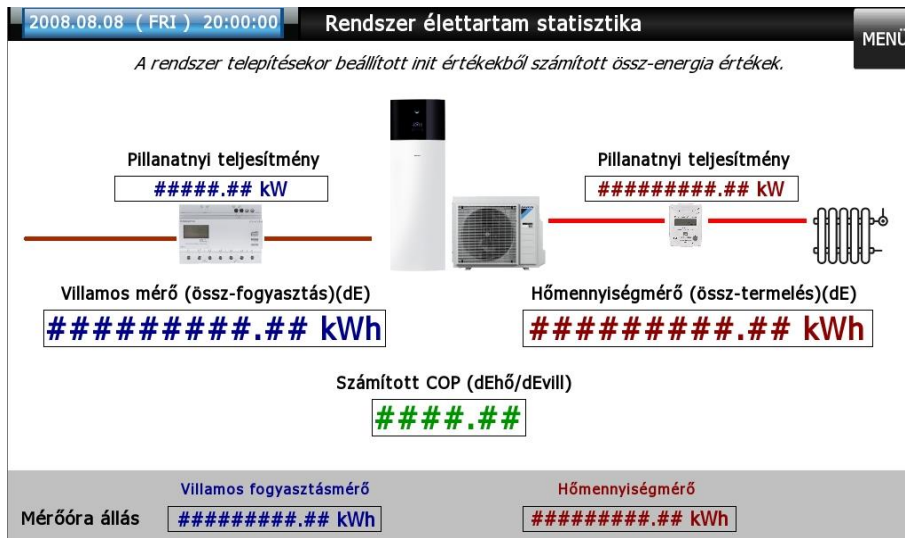 2008.08.08 ( FRI ) 20:00:00
Rendszer élettartam statisztika
MENÜ
A rendszer telepítésekor beállított init értékekből számított össz-energia értékek.
Pillanatnyi teljesítmény
#####.## kW
Pillanatnyi teljesítmény
#########.## kW
Villamos mérő (össz-fogyasztás)(dE)
#########.## kWh
Hőmennyiségmérő (össz-termelés)(dE)
#########.## kWh
Számított COP (dEhő/dEvill)
####.##
Villamos fogyasztásmérő
Hőmennyiségmérő
Mérőóra állás
#########.## kWh
#########.## kWh